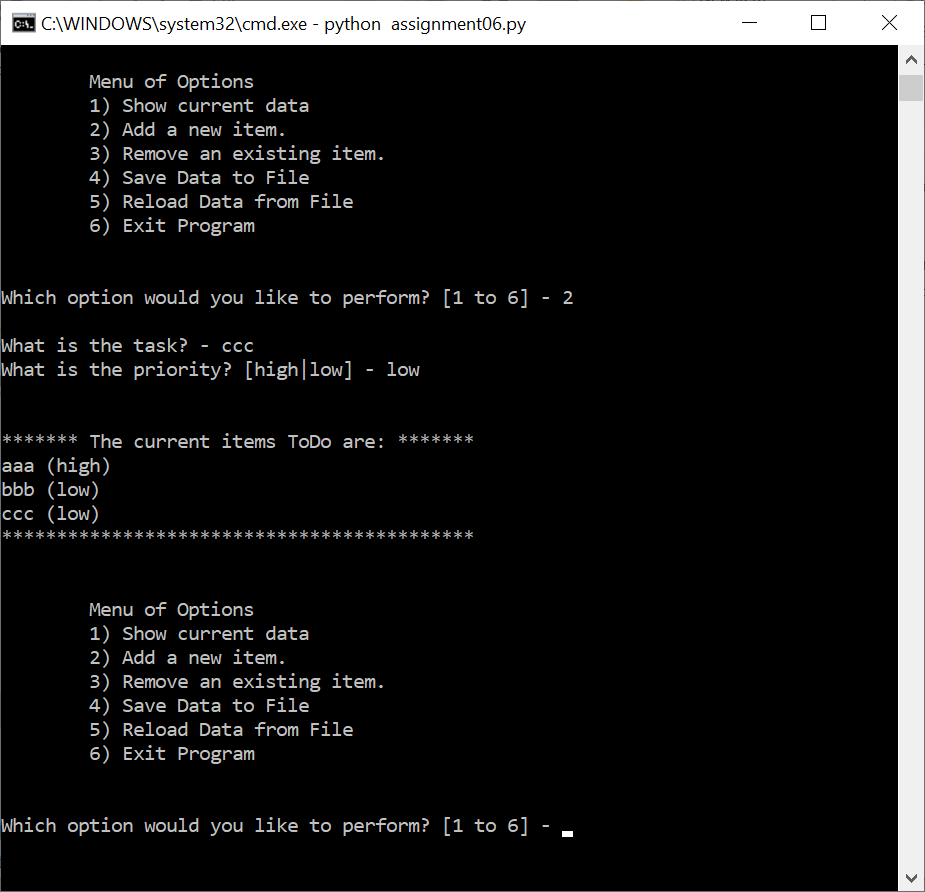 C:\WINDOWS\system32\cmd.exe - python  assignment06.py
Menu of Options
1) Show current data
2) Add a new item.
3) Remove an existing item.
4) Save Data to File
5) Reload Data from File
6) Exit Program
Which option would you like to perform? [1 to 6] - 2
What is the task? - ccc
What is the priority? [high|low] - low
******* The current items ToDo are: *******
aaa (high)
bbb (low)
ccc (low)
*******************************************
Menu of Options
1) Show current data
2) Add a new item.
3) Remove an existing item.
4) Save Data to File
5) Reload Data from File
6) Exit Program
Which option would you like to perform? [1 to 6] -